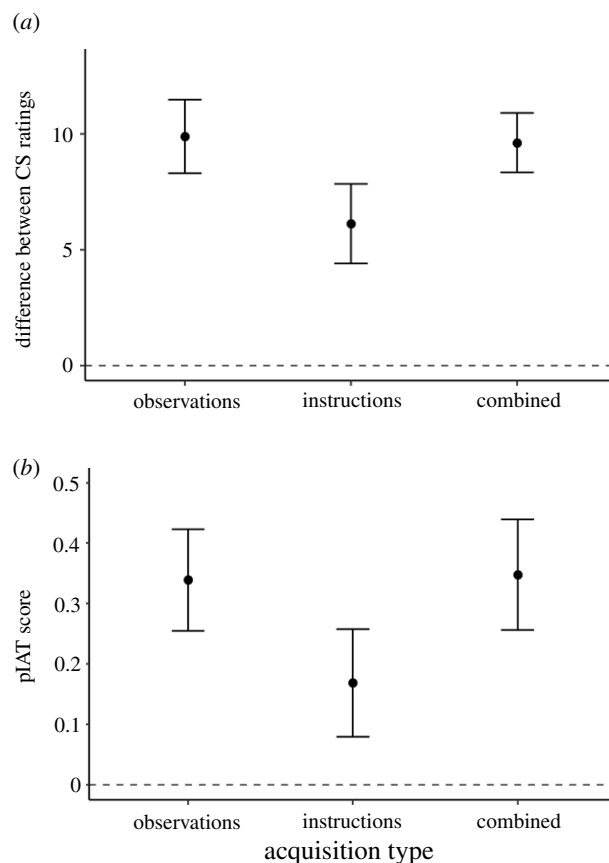 (a)
difference between CS ratings
10
5
0
observations instructions combined
(b)
pIAT score
0.5
0.4
0.3
0.2
0.1
0
observations instructions combined
acquisition type